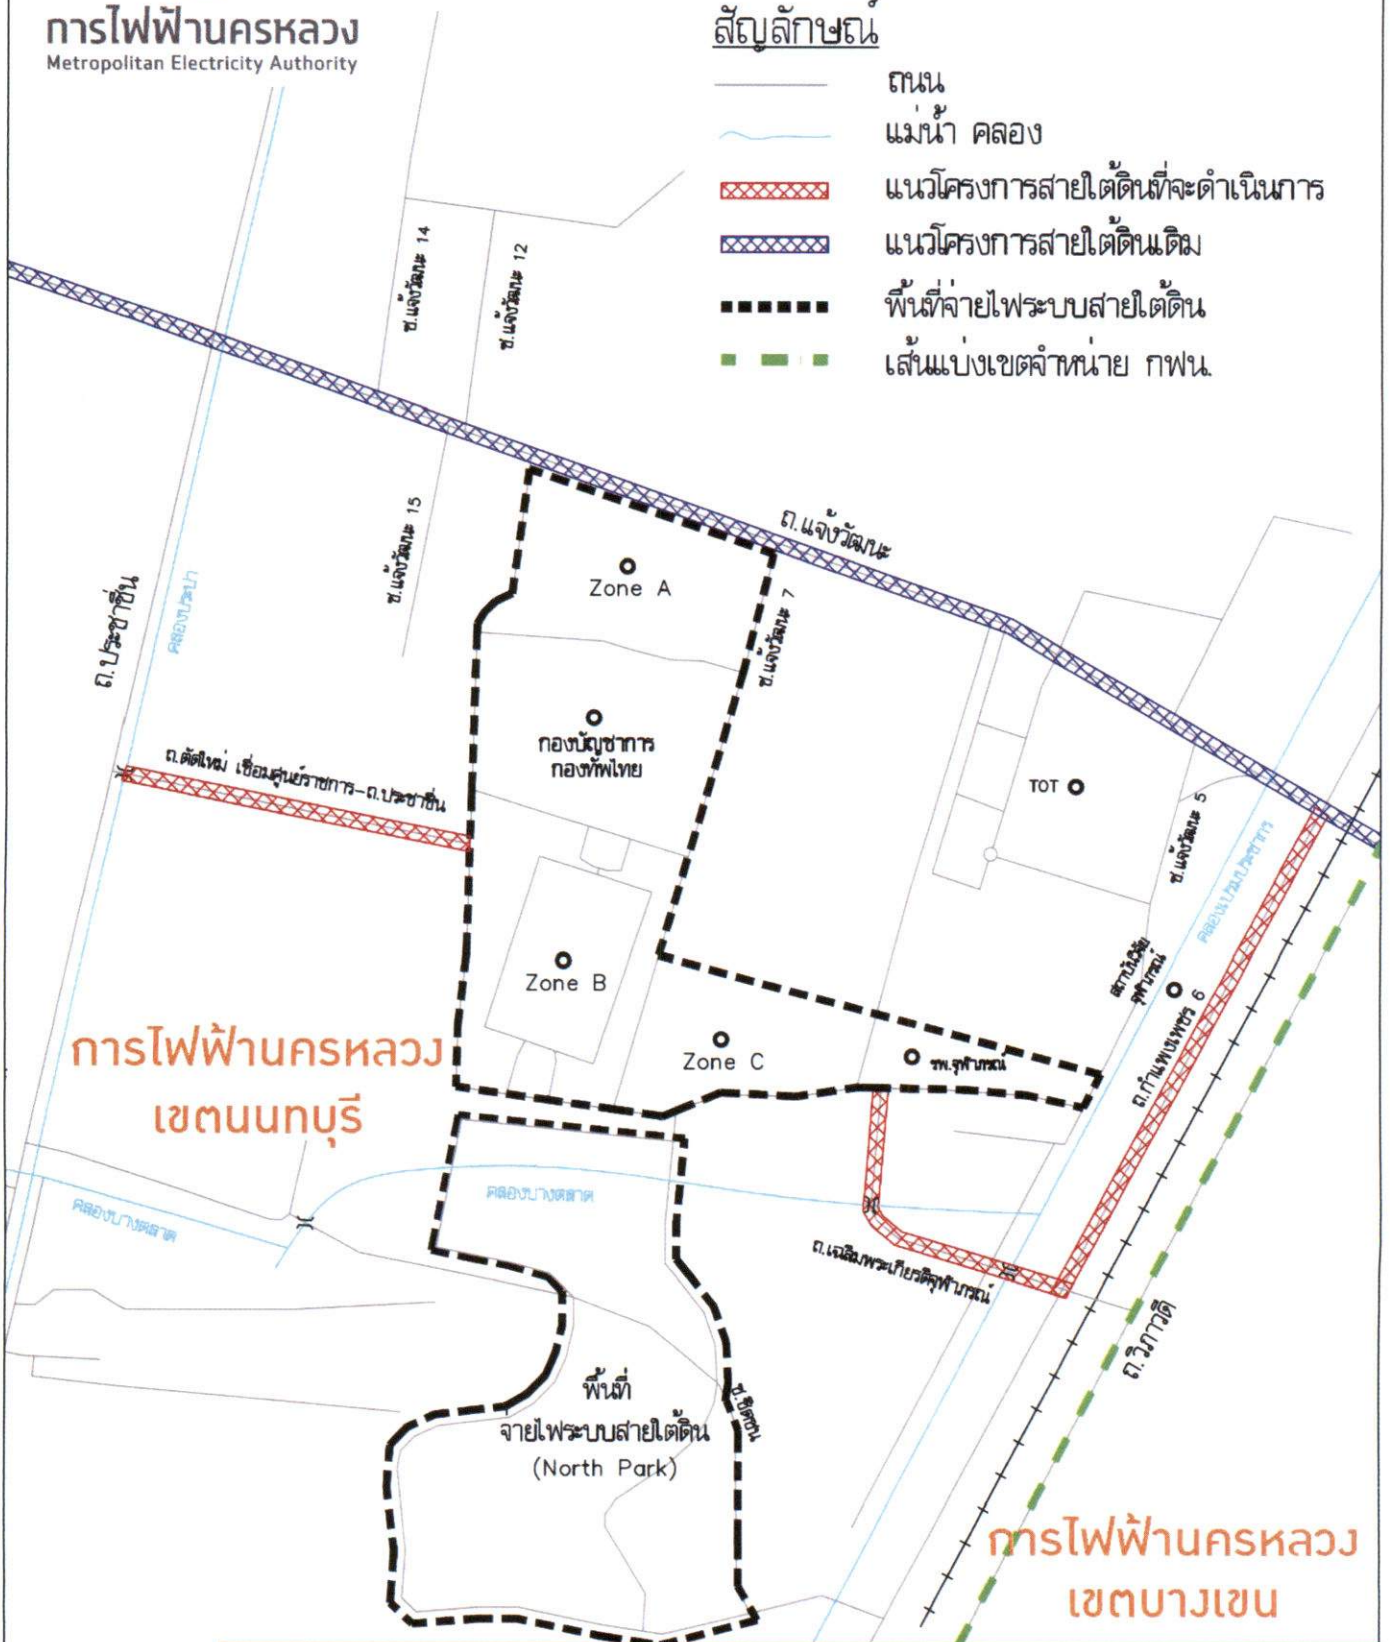 การไฟฟ้านครหลวง
Metropolitan Electricity Authority
สัญลักษณ์
ถนน
แม่น้ำ คลอง
แนวโครงการสายใต้ดินที่จะดำเนินการ
แนวโครงการสายใต้ดินเดิม
พื้นที่จ่ายไฟระบบสายใต้ดิน
เส้นแบ่งเขตจำหน่าย กฟน.
ซ.แจ้งวัฒนะ 14
ซ.แจ้งวัฒนะ 12
ซ.แจ้งวัฒนะ 15
ถ.แจ้งวัฒนะ
Zone A
ซ.แจ้งวัฒนะ 7
ถ.ประชาชื่น
คลองประปา
กองบัญชาการ
กองทัพไทย
ถ.ตัดใหม่ เชื่อมศูนย์ราชการ-ถ.ประชาชื่น
TOT
ซ.แจ้งวัฒนะ 5
คลองเปรมประชากร
Zone B
สถาบันวิจัย
จุฬาภรณ์
Zone C
รพ.จุฬาภรณ์
ถ.กำแพงเพชร 6
การไฟฟ้านครหลวง
เขตนนทบุรี
คลองบางตลาด
คลองบางตลาด
ถ.เฉลิมพระเกียรติจุฬาภรณ์
ถ.วิภาวดี
พื้นที่
จ่ายไฟระบบสายใต้ดิน
(North Park)
ซ.ชิดชน
การไฟฟ้านครหลวง
เขตบางเขน